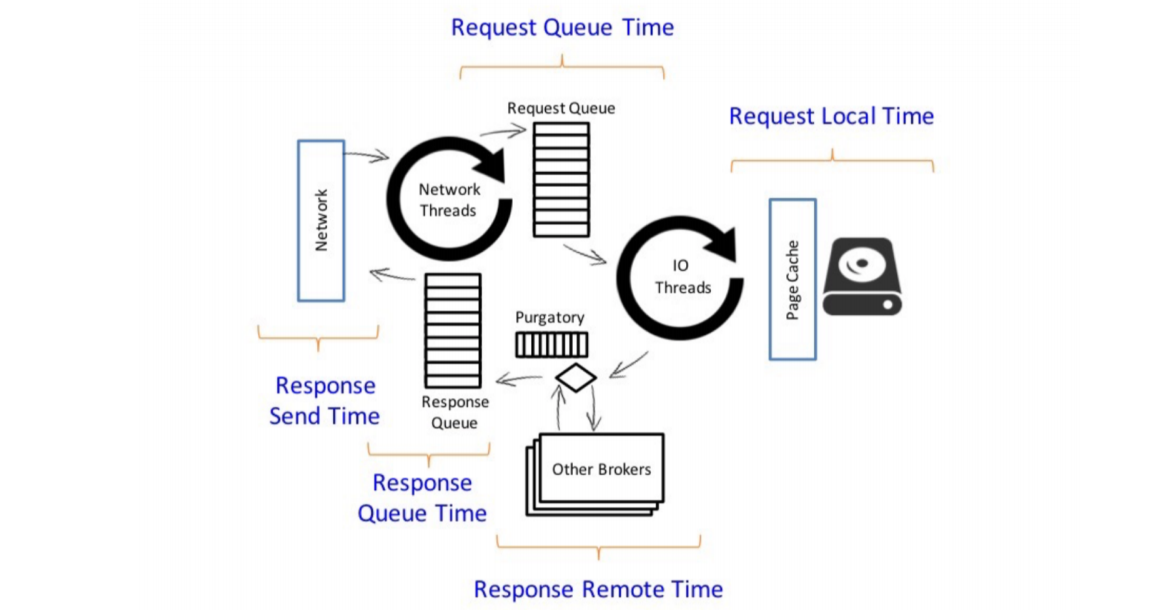 Request Queue Time
Request Queue
Request Local Time
Network
Network
Threads
IO
Threads
Page Cache
Purgatory
Response
Send Time
Response
Queue
Other Brokers
Response
Queue Time
Response Remote Time